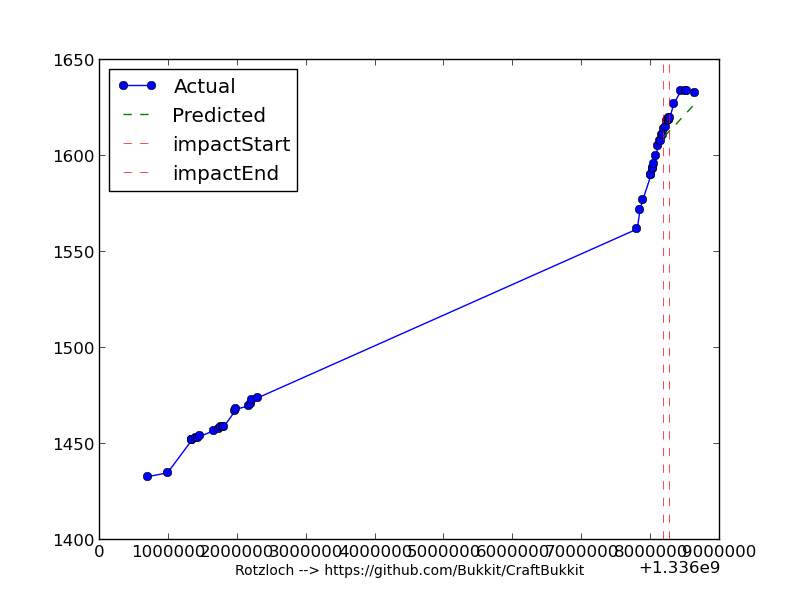 1650
1600
1550
1500
1450
1400
Actual
Predicted
impactStart
impactEnd
0 1000000 2000000 3000000 4000000 5000000 6000000 7000000 8000000 9000000
+1.336e9
Rotzloch --> https://github.com/Bukkit/CraftBukkit